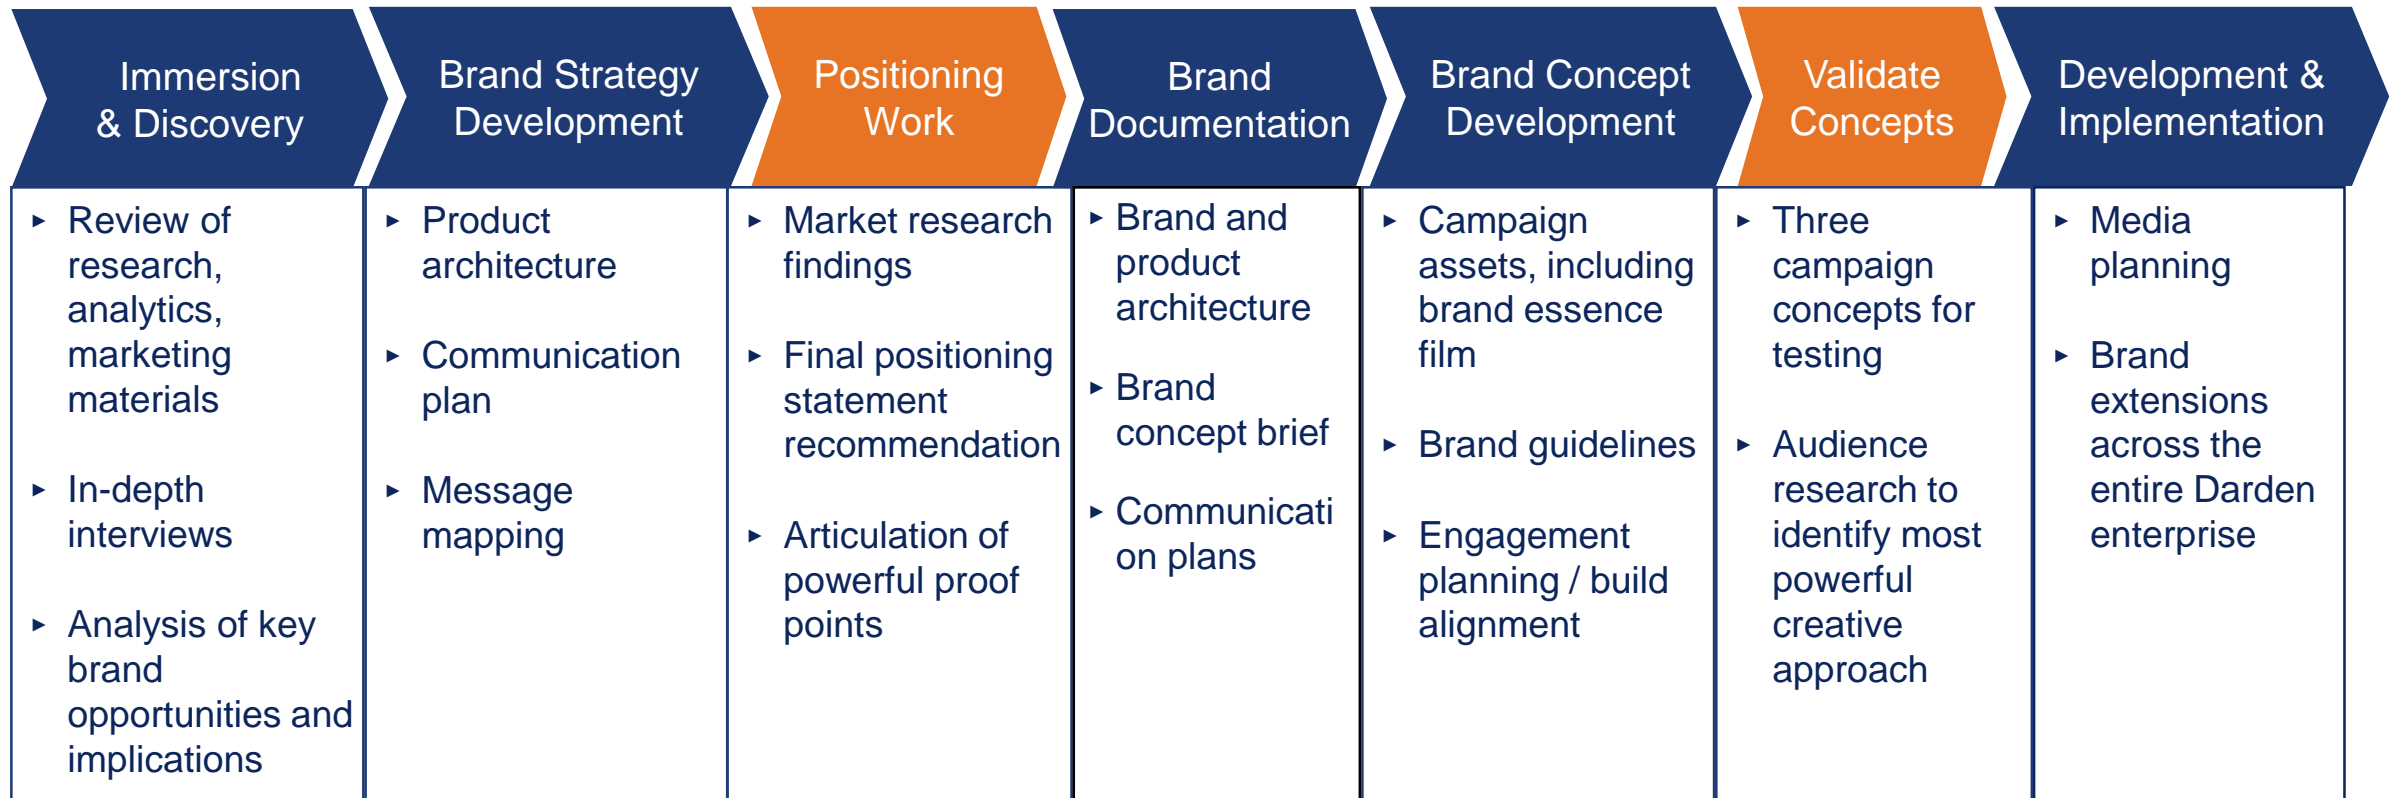 Immersion
& Discovery
Brand Strategy
Development
Positioning
Work
Brand
Documentation
Brand Concept
Development
Validate
Concepts
Development &
Implementation
► Review of
research,
analytics,
marketing
materials
► In-depth
interviews
► Analysis of key
brand
opportunities and
implications
► Product
architecture
► Communication
plan
► Message
mapping
► Market research
findings
► Final positioning
statement
recommendation
► Articulation of
powerful proof
points
► Brand and
product
architecture
► Brand
concept brief
► Communicati
on plans
► Campaign
assets, including
brand essence
film
► Brand guidelines
► Engagement
planning / build
alignment
► Three
campaign
concepts for
testing
► Audience
research to
identify most
powerful
creative
approach
► Media
planning
► Brand
extensions
across the
entire Darden
enterprise